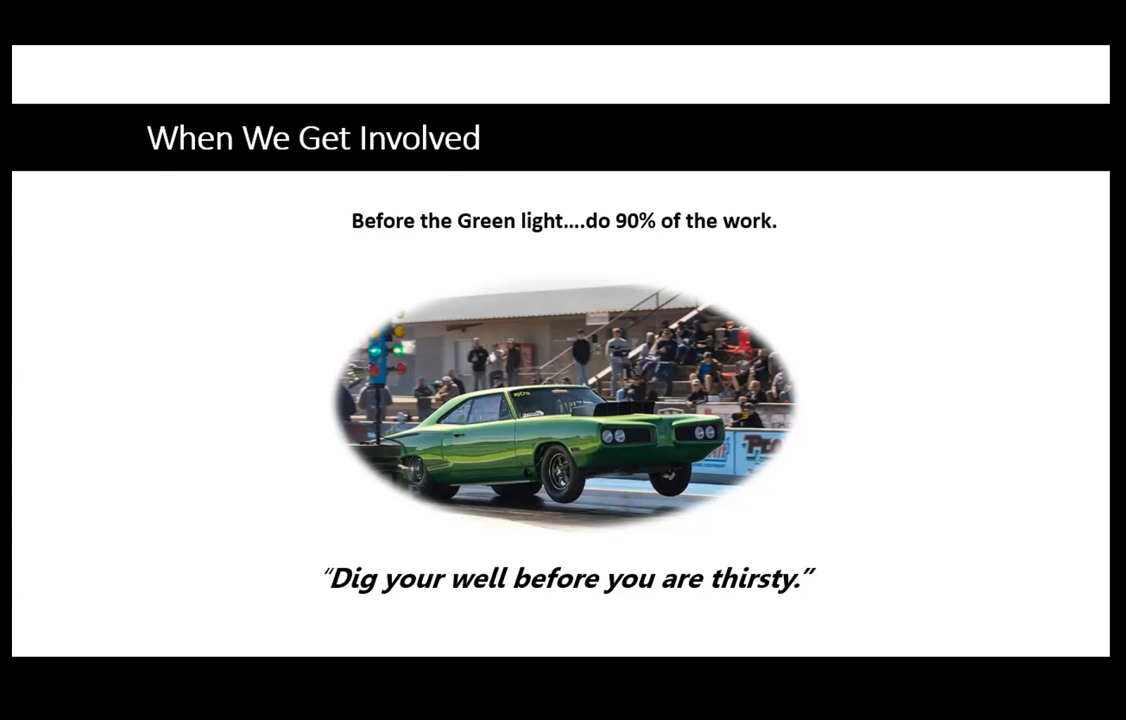 When We Get Involved
Before the Green light....do 90% of the work.
“Dig your well before you are thirsty.”